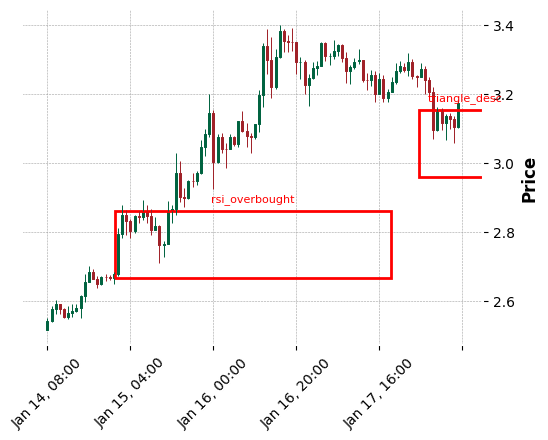 3.4
3.2
triangle_desc
3.0
Price
rsi_overbought
2.8
2.6
Jan 14, 08:00
Jan 15, 04:00
Jan 16, 00:00
Jan 16, 20:00
Jan 17, 16:00